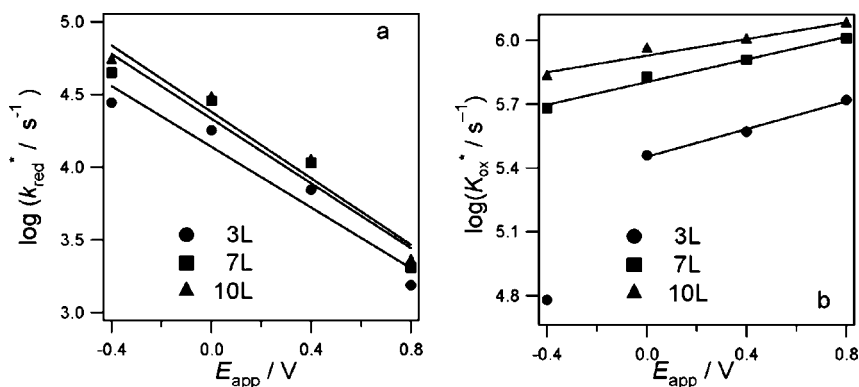 a
log (k_red* / s⁻¹)
5.0
4.5
4.0
3.5
3.0
3L
7L
10L
-0.4 0.0 0.4 0.8
E_app / V
log(K_ox* / s⁻¹)
6.0
5.7
5.4
5.1
4.8
3L
7L
10L
b
-0.4 0.0 0.4 0.8
E_app / V